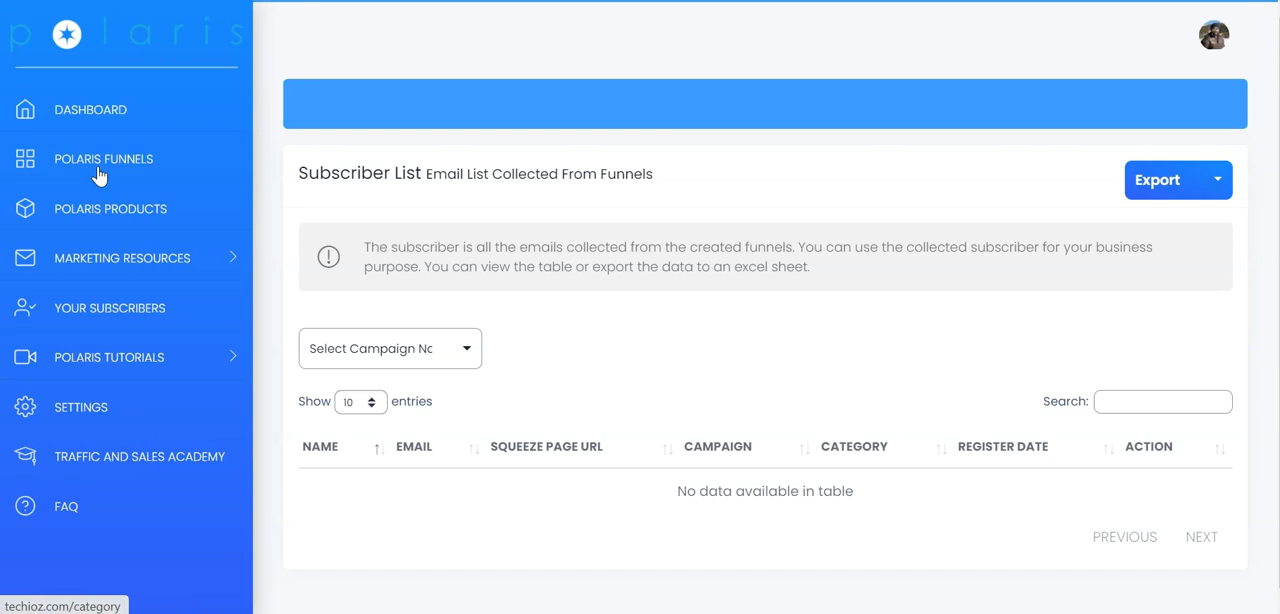 polaris
DASHBOARD
POLARIS FUNNELS
POLARIS PRODUCTS
MARKETING RESOURCES
YOUR SUBSCRIBERS
POLARIS TUTORIALS
SETTINGS
TRAFFIC AND SALES ACADEMY
FAQ
techioz.com/category
Subscriber List Email List Collected From Funnels
Export
The subscriber is all the emails collected from the created funnels. You can use the collected subscriber for your business
purpose. You can view the table or export the data to an excel sheet.
Select Campaign Nc
Show 10 entries
Search:
NAME EMAIL SQUEEZE PAGE URL CAMPAIGN CATEGORY REGISTER DATE ACTION
No data available in table
PREVIOUS NEXT